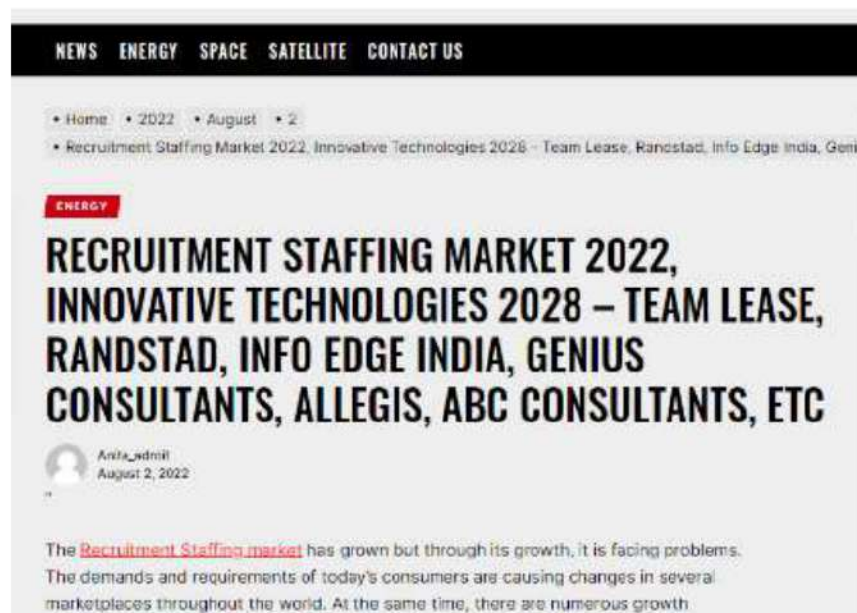 NEWS ENERGY SPACE SATELLITE CONTACT US
• Home • 2022 • August • 2
• Recruitment Staffing Market 2022, Innovative Technologies 2028 – Team Lease, Randstad, Info Edge India, Geni
ENERGY
RECRUITMENT STAFFING MARKET 2022,
INNOVATIVE TECHNOLOGIES 2028 – TEAM LEASE,
RANDSTAD, INFO EDGE INDIA, GENIUS
CONSULTANTS, ALLEGIS, ABC CONSULTANTS, ETC
August 2, 2022
"
The Recruitment Staffing market has grown but through its growth, it is facing problems.
The demands and requirements of today's consumers are causing changes in several
marketplaces throughout the world. At the same time, there are numerous growth